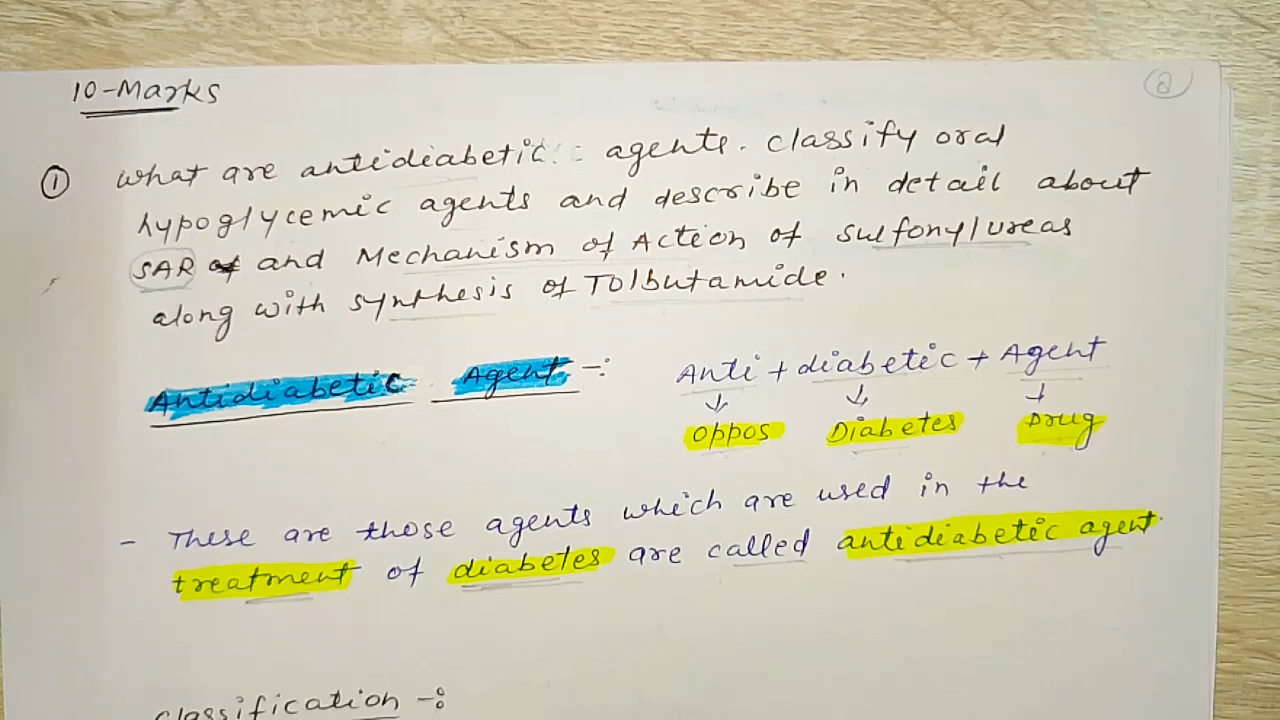 10-Marks
2
① what are antidiabetic agents. classify oral
hypoglycemic agents and describe in detail about
SAR and Mechanism of Action of sulfonylureas
along with synthesis of Tolbutamide.
Antidiabetic Agent -: Anti + diabetic + Agent
oppos Diabetes Drug
- These are those agents which are used in the
treatment of diabetes are called antidiabetic agent.
classification -: